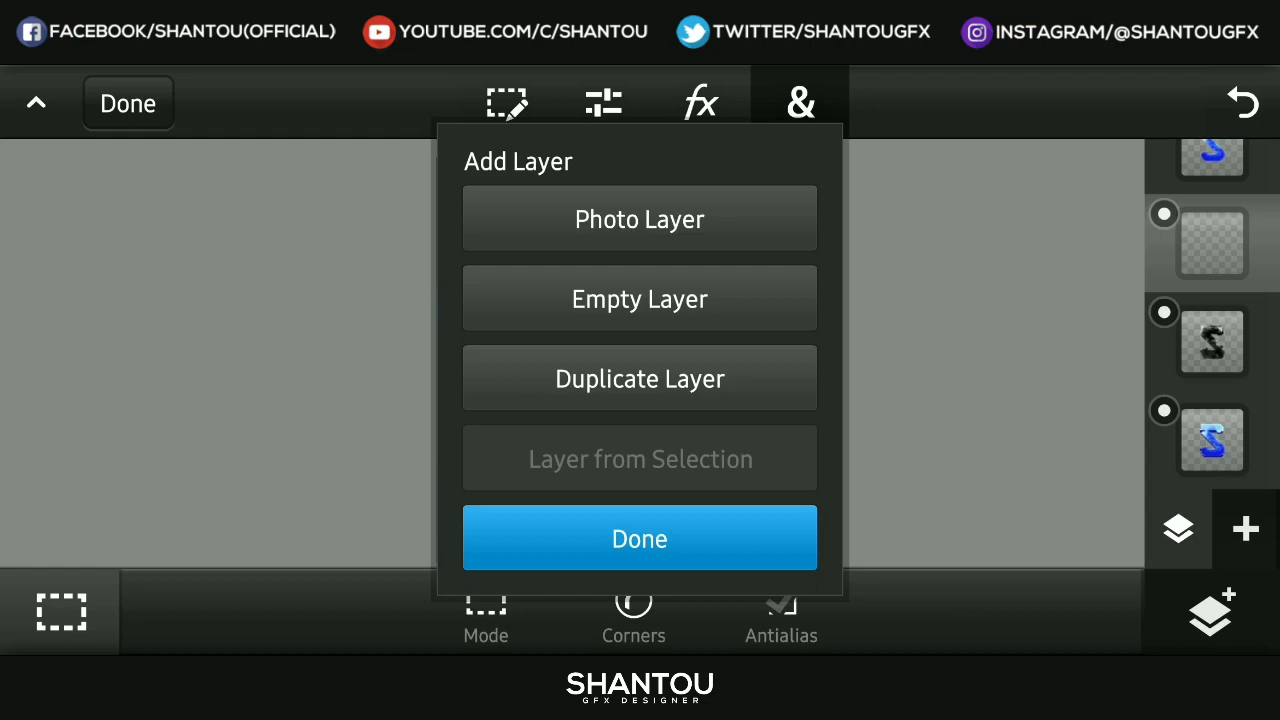 FACEBOOK/SHANTOU(OFFICIAL)
YOUTUBE.COM/C/SHANTOU
TWITTER/SHANTOUGFX
INSTAGRAM/@SHANTOUGFX
Done
fx
&
Add Layer
Photo Layer
Empty Layer
Duplicate Layer
Layer from Selection
Done
Mode
Corners
Antialias
SHANTOU
GFX DESIGNER